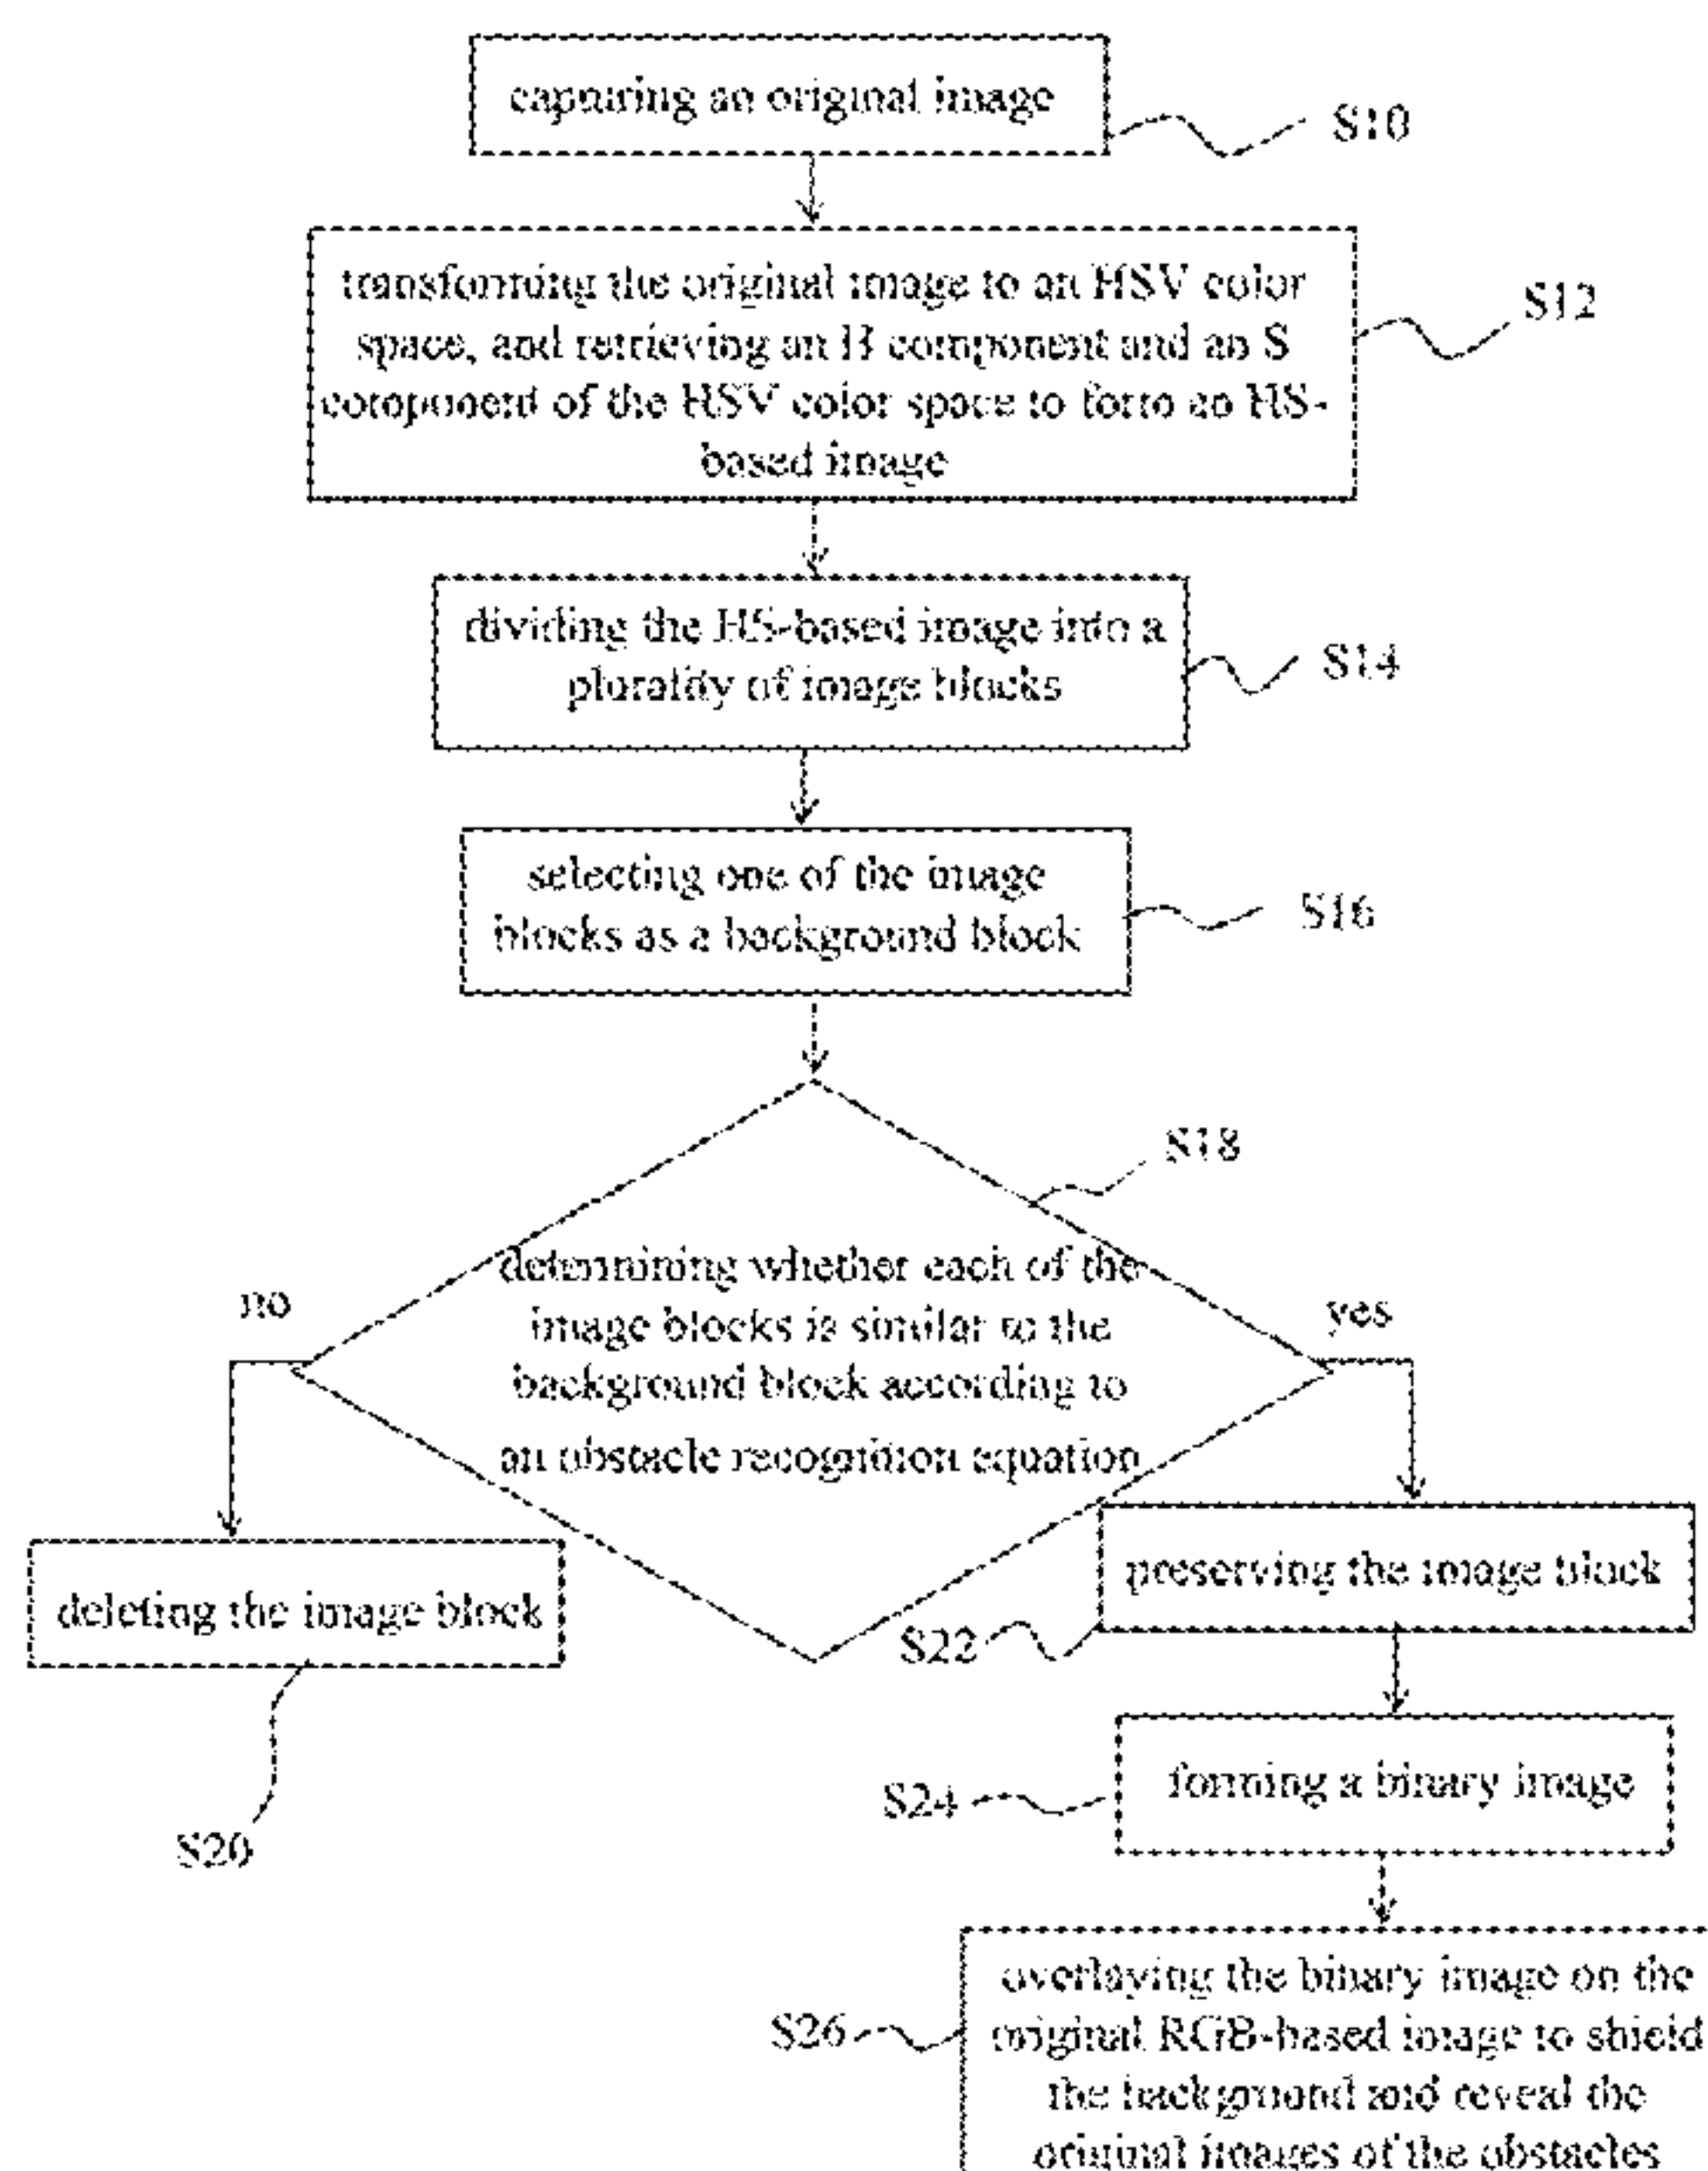 capturing an original image
S10
transforming the original image to an HSV color
space, and retrieving an H component and an S
component of the HSV color space to form an HS-
based image
S12
dividing the HS-based image into a
plurality of image blocks
S14
selecting one of the image
blocks as a background block
S16
S18
determining whether each of the
image blocks is similar to the
background block according to
an obstacle recognition equation
no
yes
deleting the image block
S20
preserving the image block
S22
forming a binary image
S24
overlaying the binary image on the
original RGB-based image to shield
the background and reveal the
original images of the obstacles
S26